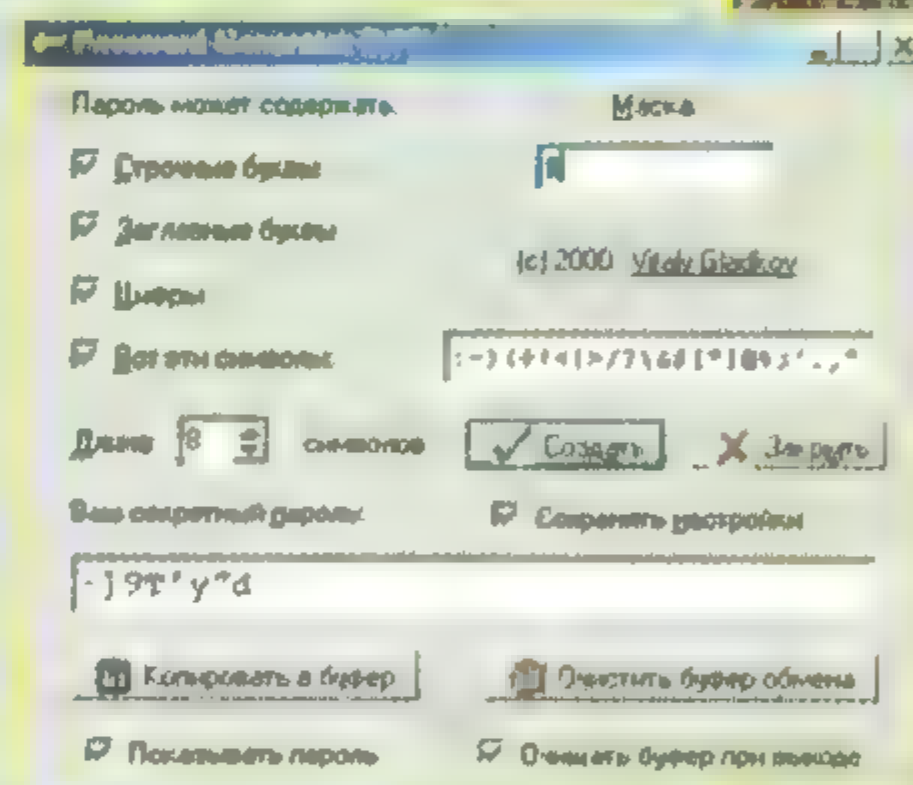 Пароль может содержать:
Маска
Строчные буквы
Заглавные буквы
(c) 2000 Vitaly Gladkov
Цифры
Вот эти символы:
Длина 8 символов
Создать
Закрыть
Ваш секретный пароль:
Сохранять настройки
Копировать в буфер
Очистить буфер обмена
Показывать пароль
Очищать буфер при выходе